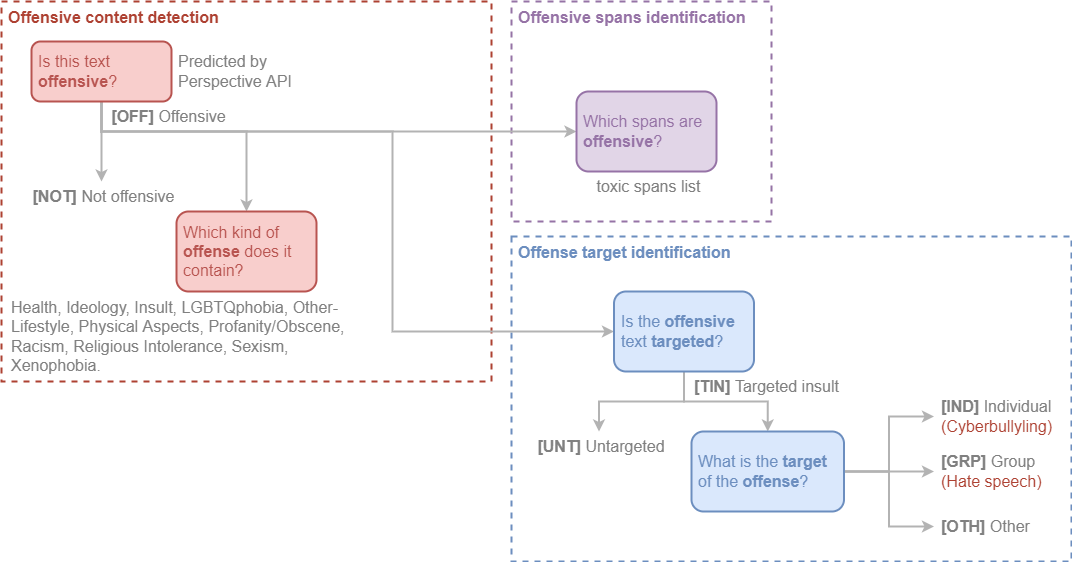 Offensive content detection
Is this text
offensive?
Predicted by
Perspective API
[OFF] Offensive
[NOT] Not offensive
Which kind of
offense does it
contain?
Health, Ideology, Insult, LGBTQphobia, Other-
Lifestyle, Physical Aspects, Profanity/Obscene,
Racism, Religious Intolerance, Sexism,
Xenophobia.
Offensive spans identification
Which spans are
offensive?
toxic spans list
Offense target identification
Is the offensive
text targeted?
[TIN] Targeted insult
[UNT] Untargeted
What is the target
of the offense?
[IND] Individual
(Cyberbullyling)
[GRP] Group
(Hate speech)
[OTH] Other